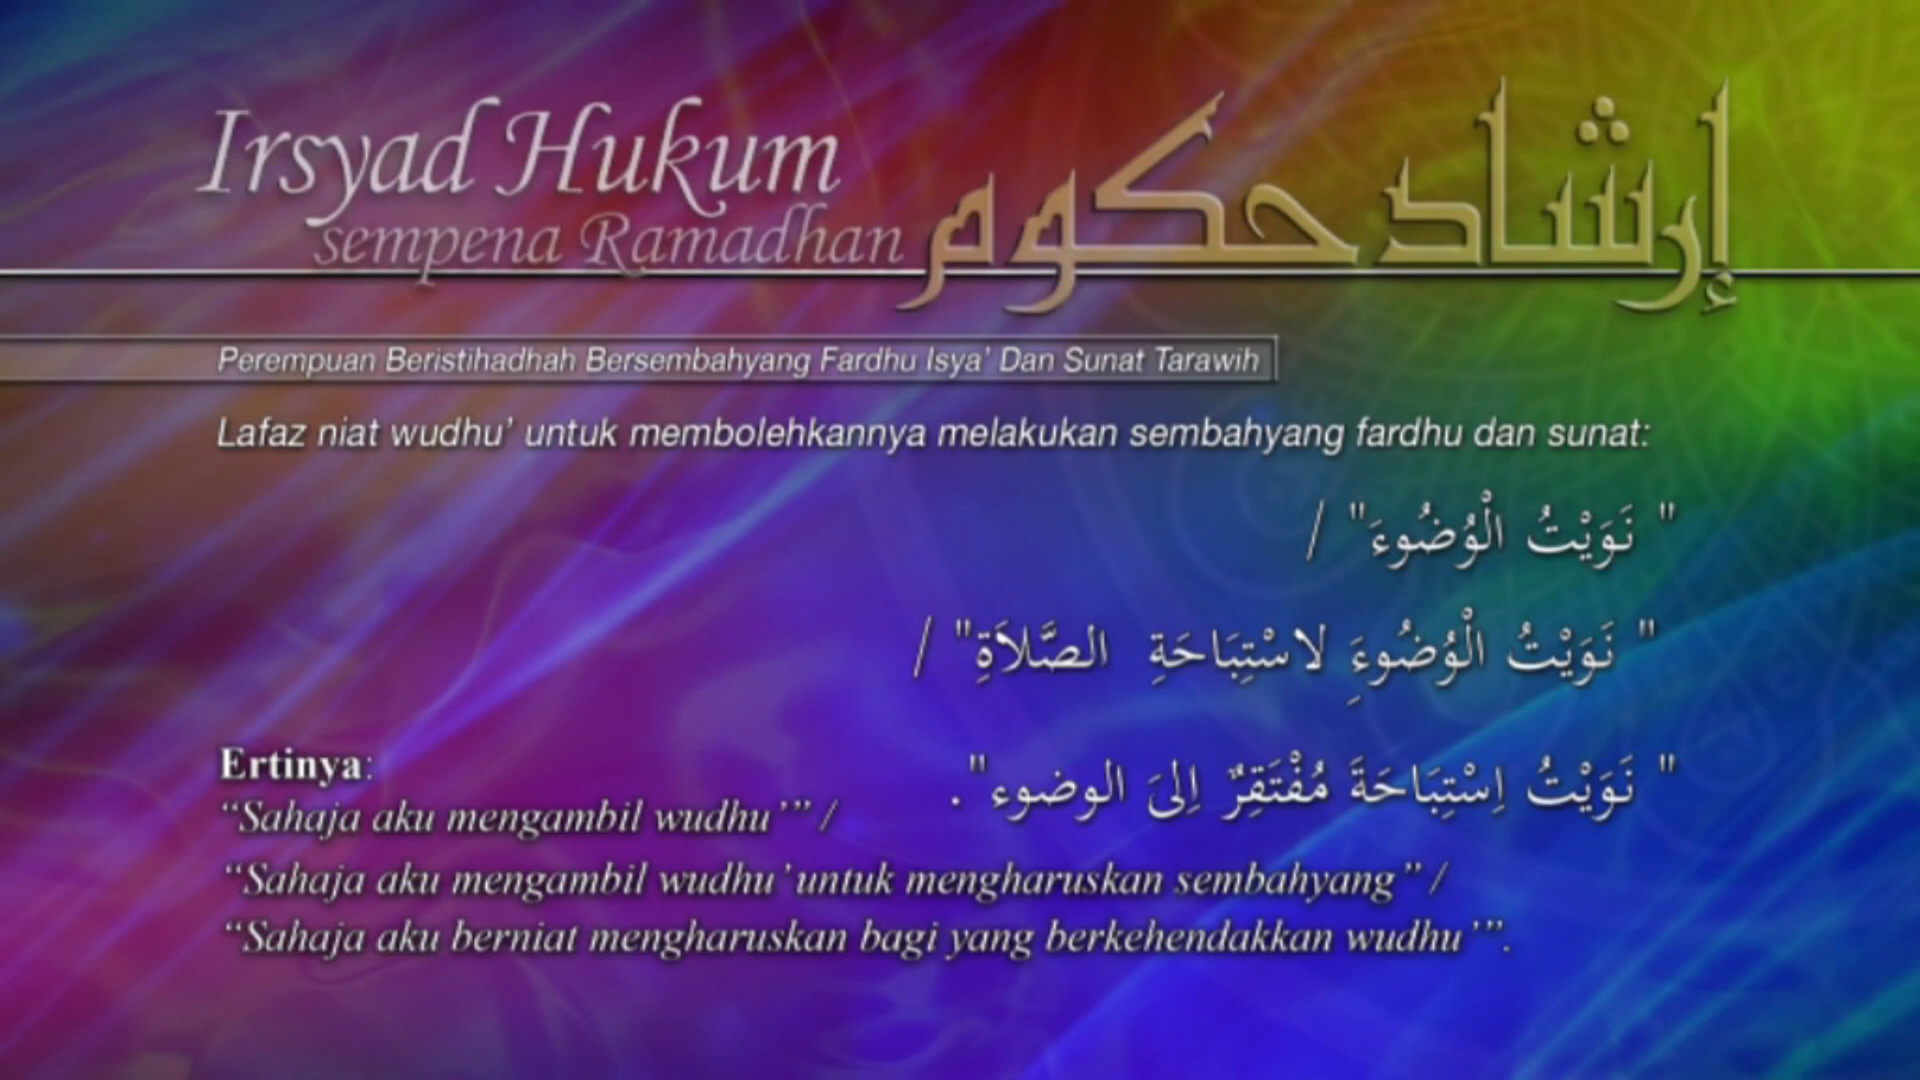 Irsyad Hukum
sempena Ramadhan
إرشاد حكوم
Perempuan Beristihadhah Bersembahyang Fardhu Isya’ Dan Sunat Tarawih
Lafaz niat wudhu’ untuk membolehkannya melakukan sembahyang fardhu dan sunat:
" نَوَيْتُ الْوُضُوءَ" /
" نَوَيْتُ الْوُضُوءَِ لاسْتِبَاحَةِ الصَّلاَةِ" /
" نَوَيْتُ اِسْتِبَاحَةَ مُفْتَقِرٌ اِلىَ الوضوء".
Ertinya:
“Sahaja aku mengambil wudhu’” /
“Sahaja aku mengambil wudhu’ untuk mengharuskan sembahyang” /
“Sahaja aku berniat mengharuskan bagi yang berkehendakkan wudhu’”.